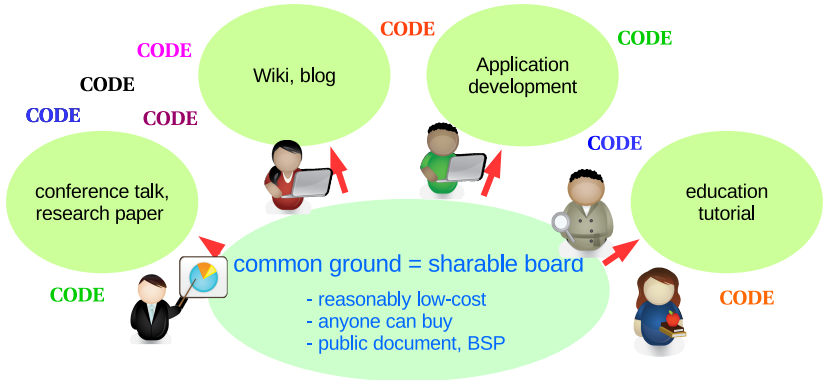 CODE
CODE
CODE
Wiki, blog
Application
development
CODE
CODE
CODE
CODE
conference talk,
research paper
education
tutorial
common ground = sharable board
CODE
CODE
- reasonably low-cost
- anyone can buy
- public document, BSP